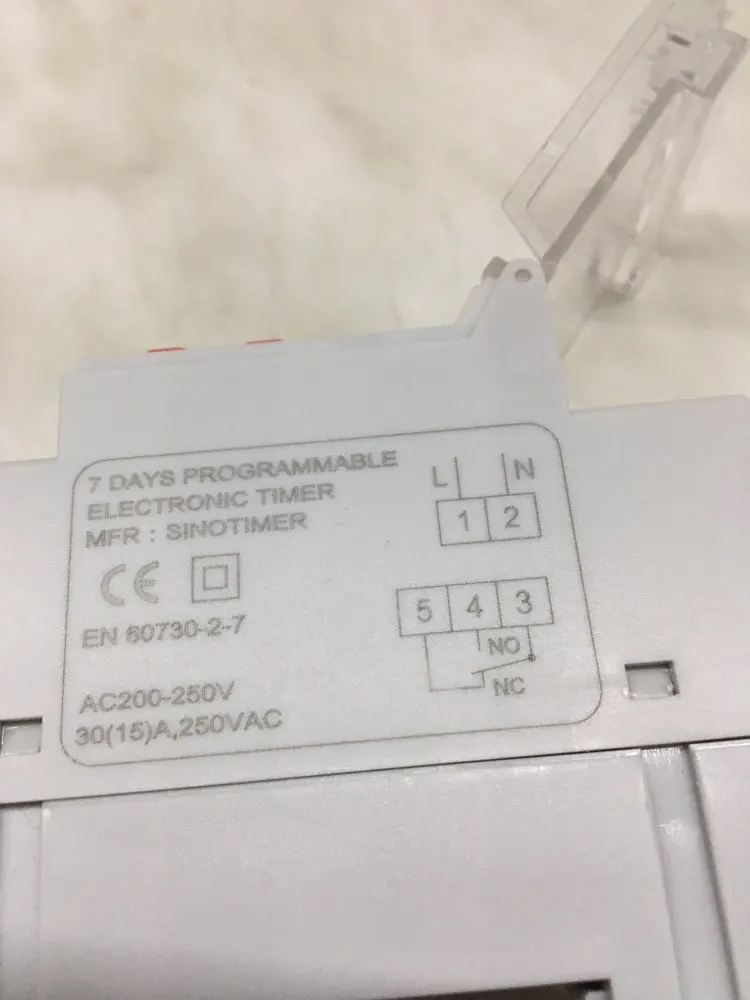 7 DAYS PROGRAMMABLE
ELECTRONIC TIMER
MFR : SINOTIMER
CE
EN 60730-2-7
AC200-250V
30(15)A,250VAC
L N
1 2
5 4 3
NO
NC